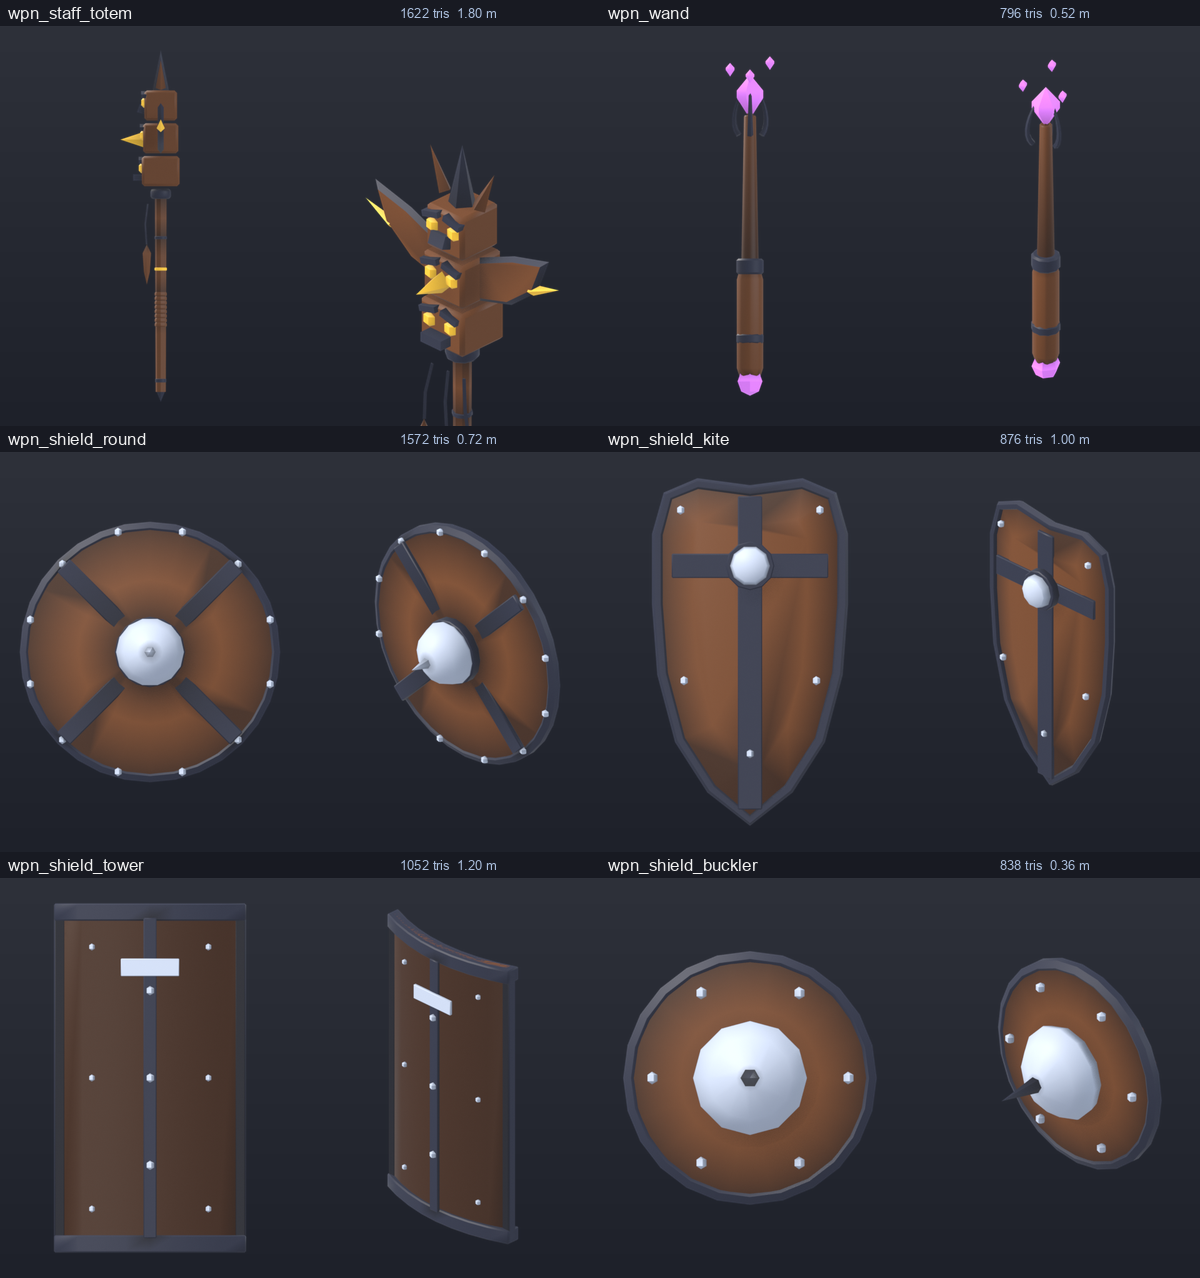 wpn_staff_totem 1622 tris 1.80 m
wpn_wand 796 tris 0.52 m
wpn_shield_round 1572 tris 0.72 m
wpn_shield_kite 876 tris 1.00 m
wpn_shield_tower 1052 tris 1.20 m
wpn_shield_buckler 838 tris 0.36 m